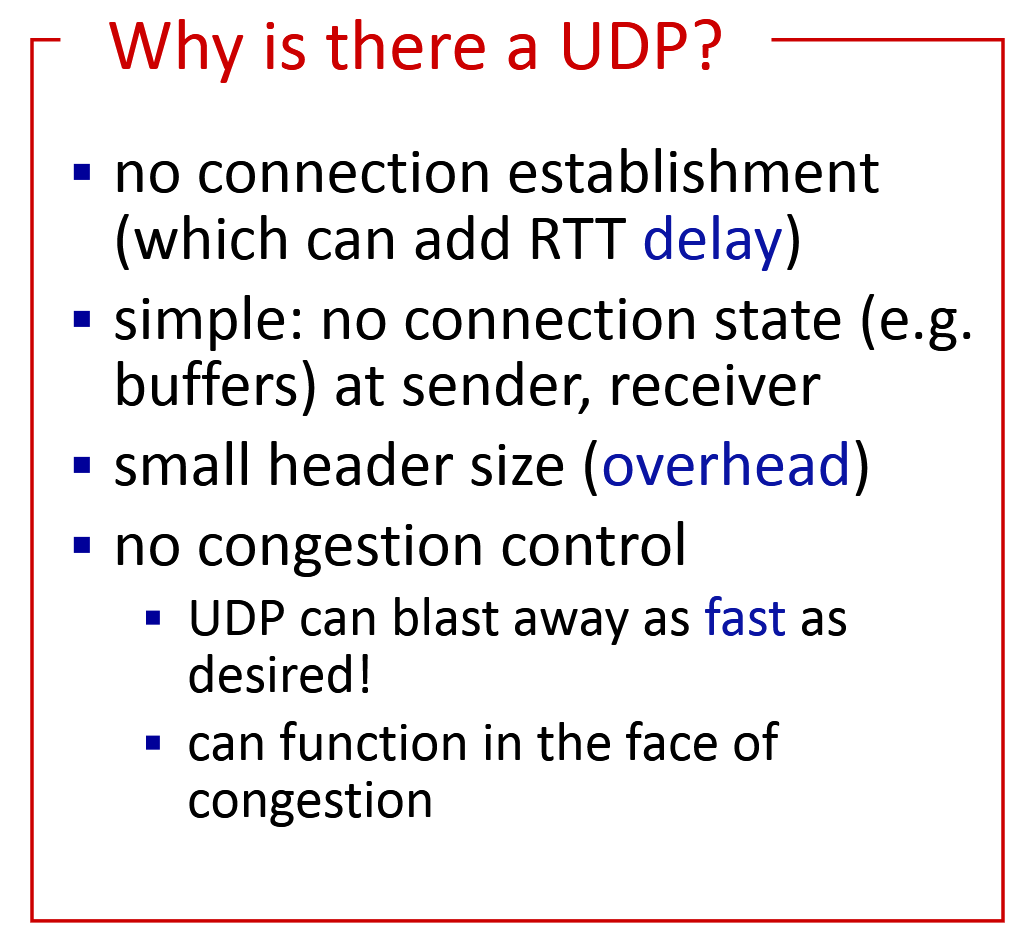 Why is there a UDP?
▪ no connection establishment
(which can add RTT delay)
▪ simple: no connection state (e.g.
buffers) at sender, receiver
▪ small header size (overhead)
▪ no congestion control
▪ UDP can blast away as fast as
desired!
▪ can function in the face of
congestion